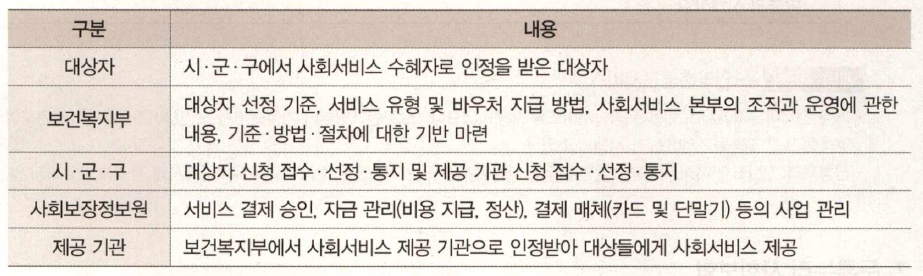 구분 내용
대상자 시·군·구에서 사회서비스 수혜자로 인정을 받은 대상자
보건복지부 대상자 선정 기준, 서비스 유형 및 바우처 지급 방법, 사회서비스 본부의 조직과 운영에 관한
내용, 기준·방법·절차에 대한 기반 마련
시·군·구 대상자 신청 접수·선정·통지 및 제공 기관 신청 접수·선정·통지
사회보장정보원 서비스 결제 승인, 자금 관리(비용 지급, 정산), 결제 매체(카드 및 단말기) 등의 사업 관리
제공 기관 보건복지부에서 사회서비스 제공 기관으로 인정받아 대상들에게 사회서비스 제공